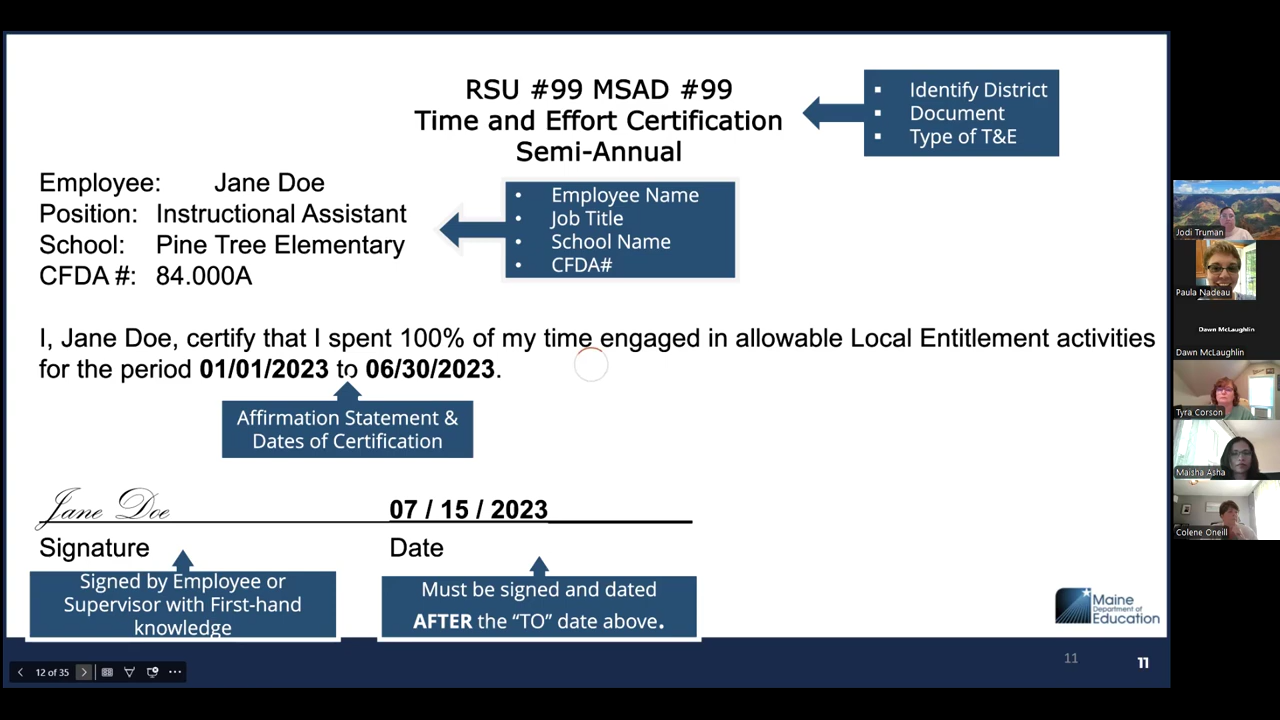 RSU #99 MSAD #99
Time and Effort Certification
Semi-Annual
▪ Identify District
▪ Document
▪ Type of T&E
Employee: Jane Doe
Position: Instructional Assistant
School: Pine Tree Elementary
CFDA #: 84.000A
• Employee Name
• Job Title
• School Name
• CFDA#
I, Jane Doe, certify that I spent 100% of my time engaged in allowable Local Entitlement activities
for the period 01/01/2023 to 06/30/2023.
Affirmation Statement &
Dates of Certification
Jane Doe
07 / 15 / 2023
Signature
Date
Signed by Employee or
Supervisor with First-hand
knowledge
Must be signed and dated
AFTER the “TO” date above.
Maine
Department of
Education
11
11
12 of 35
Jodi Truman
Paula Nadeau
Dawn McLaughlin
Dawn McLaughlin
Tyra Corson
Maisha Asha
Colene Oneill